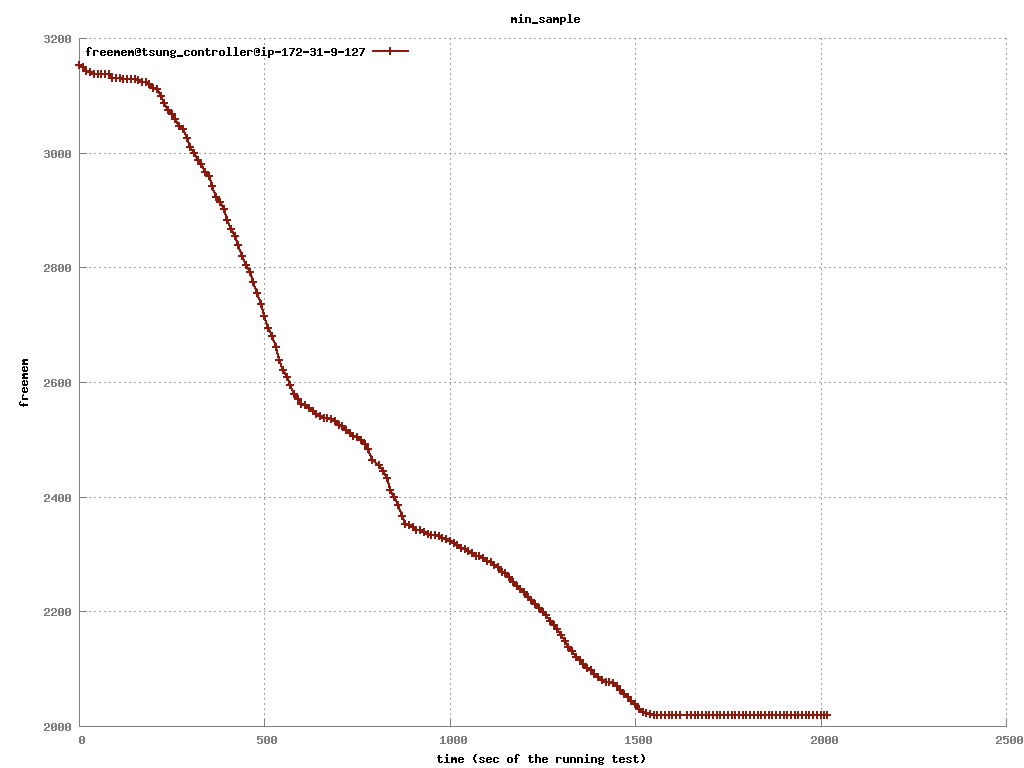 min_sample
3200
freemem@tsung_controller@ip-172-31-9-127
3000
2800
2600
freemem
2400
2200
2000
0 500 1000 1500 2000 2500
time (sec of the running test)